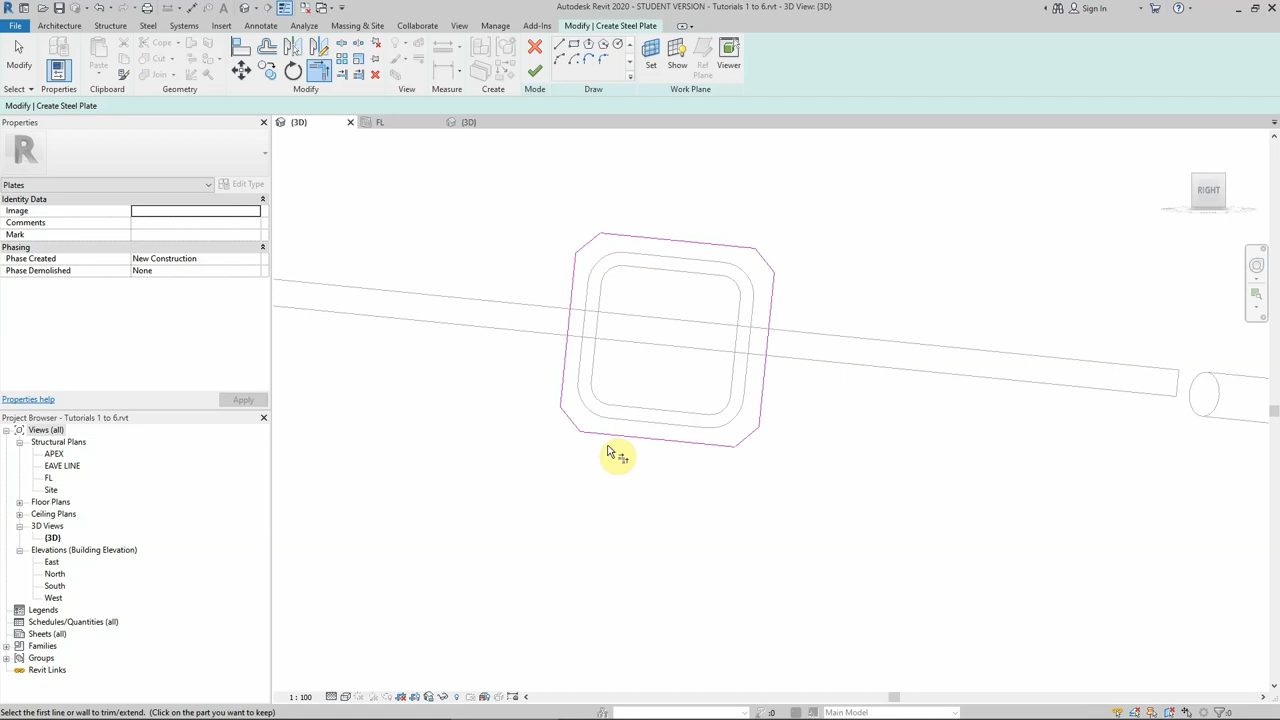 Autodesk Revit 2020 - STUDENT VERSION - Tutorials 1 to 6.rvt - 3D View: {3D}
Sign In
File Architecture Structure Steel Systems Insert Annotate Analyze Massing & Site Collaborate View Manage Add-Ins Modify | Create Steel Plate
Modify
Paste
Cope
Cut
Join
Set Show Ref Plane Viewer
Select Properties Clipboard Geometry Modify View Measure Create Mode Draw Work Plane
Modify | Create Steel Plate
Properties
{3D} FL {3D}
Plates
Edit Type
Identity Data
Image
Comments
Mark
Phasing
Phase Created New Construction
Phase Demolished None
RIGHT
Properties help
Apply
Project Browser - Tutorials 1 to 6.rvt
Views (all)
Structural Plans
APEX
EAVE LINE
FL
Site
Floor Plans
Ceiling Plans
3D Views
{3D}
Elevations (Building Elevation)
East
North
South
West
Legends
Schedules/Quantities (all)
Sheets (all)
Families
Groups
Revit Links
1 : 100
Select the first line or wall to trim/extend. (Click on the part you want to keep)
:0
Main Model
:0